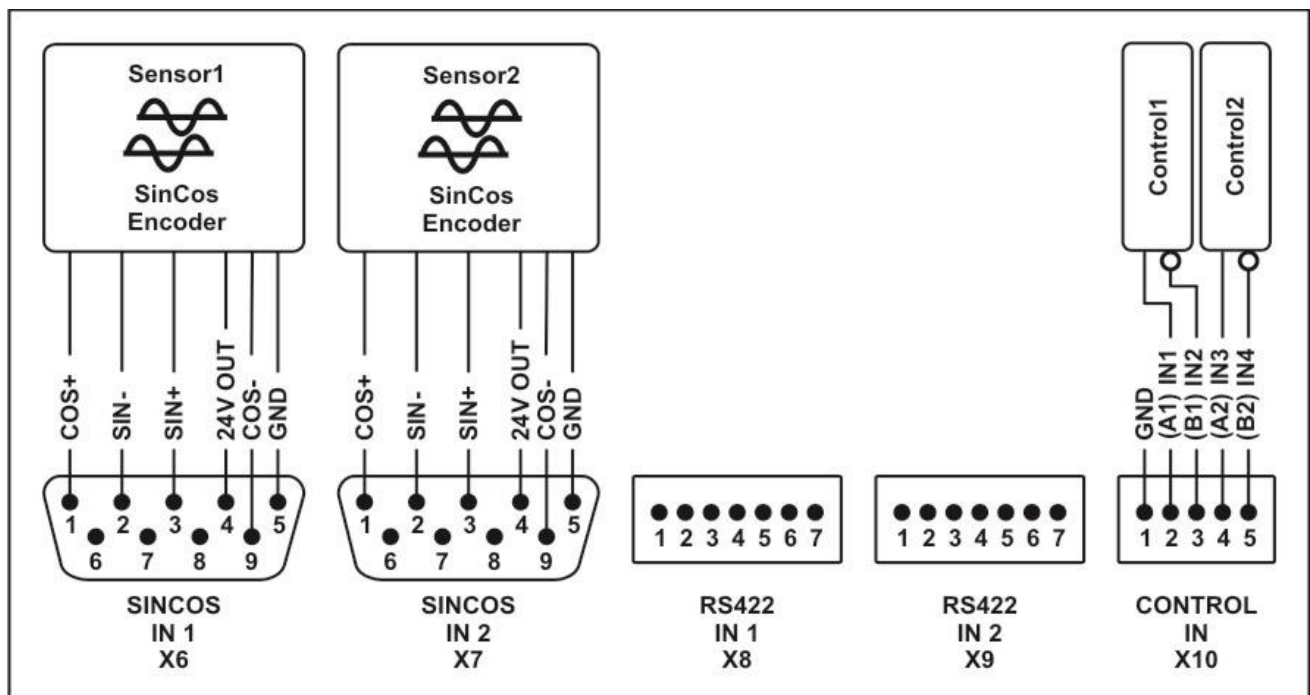 Sensor1
SinCos
Encoder
Sensor2
SinCos
Encoder
Control1
Control2
COS+
SIN-
SIN+
24V OUT
COS-
GND
COS+
SIN-
SIN+
24V OUT
COS-
GND
GND
(A1) IN1
(B1) IN2
(A2) IN3
(B2) IN4
1 2 3 4 5
6 7 8 9
1 2 3 4 5
6 7 8 9
1 2 3 4 5 6 7
1 2 3 4 5 6 7
1 2 3 4 5
SINCOS
IN 1
X6
SINCOS
IN 2
X7
RS422
IN 1
X8
RS422
IN 2
X9
CONTROL
IN
X10